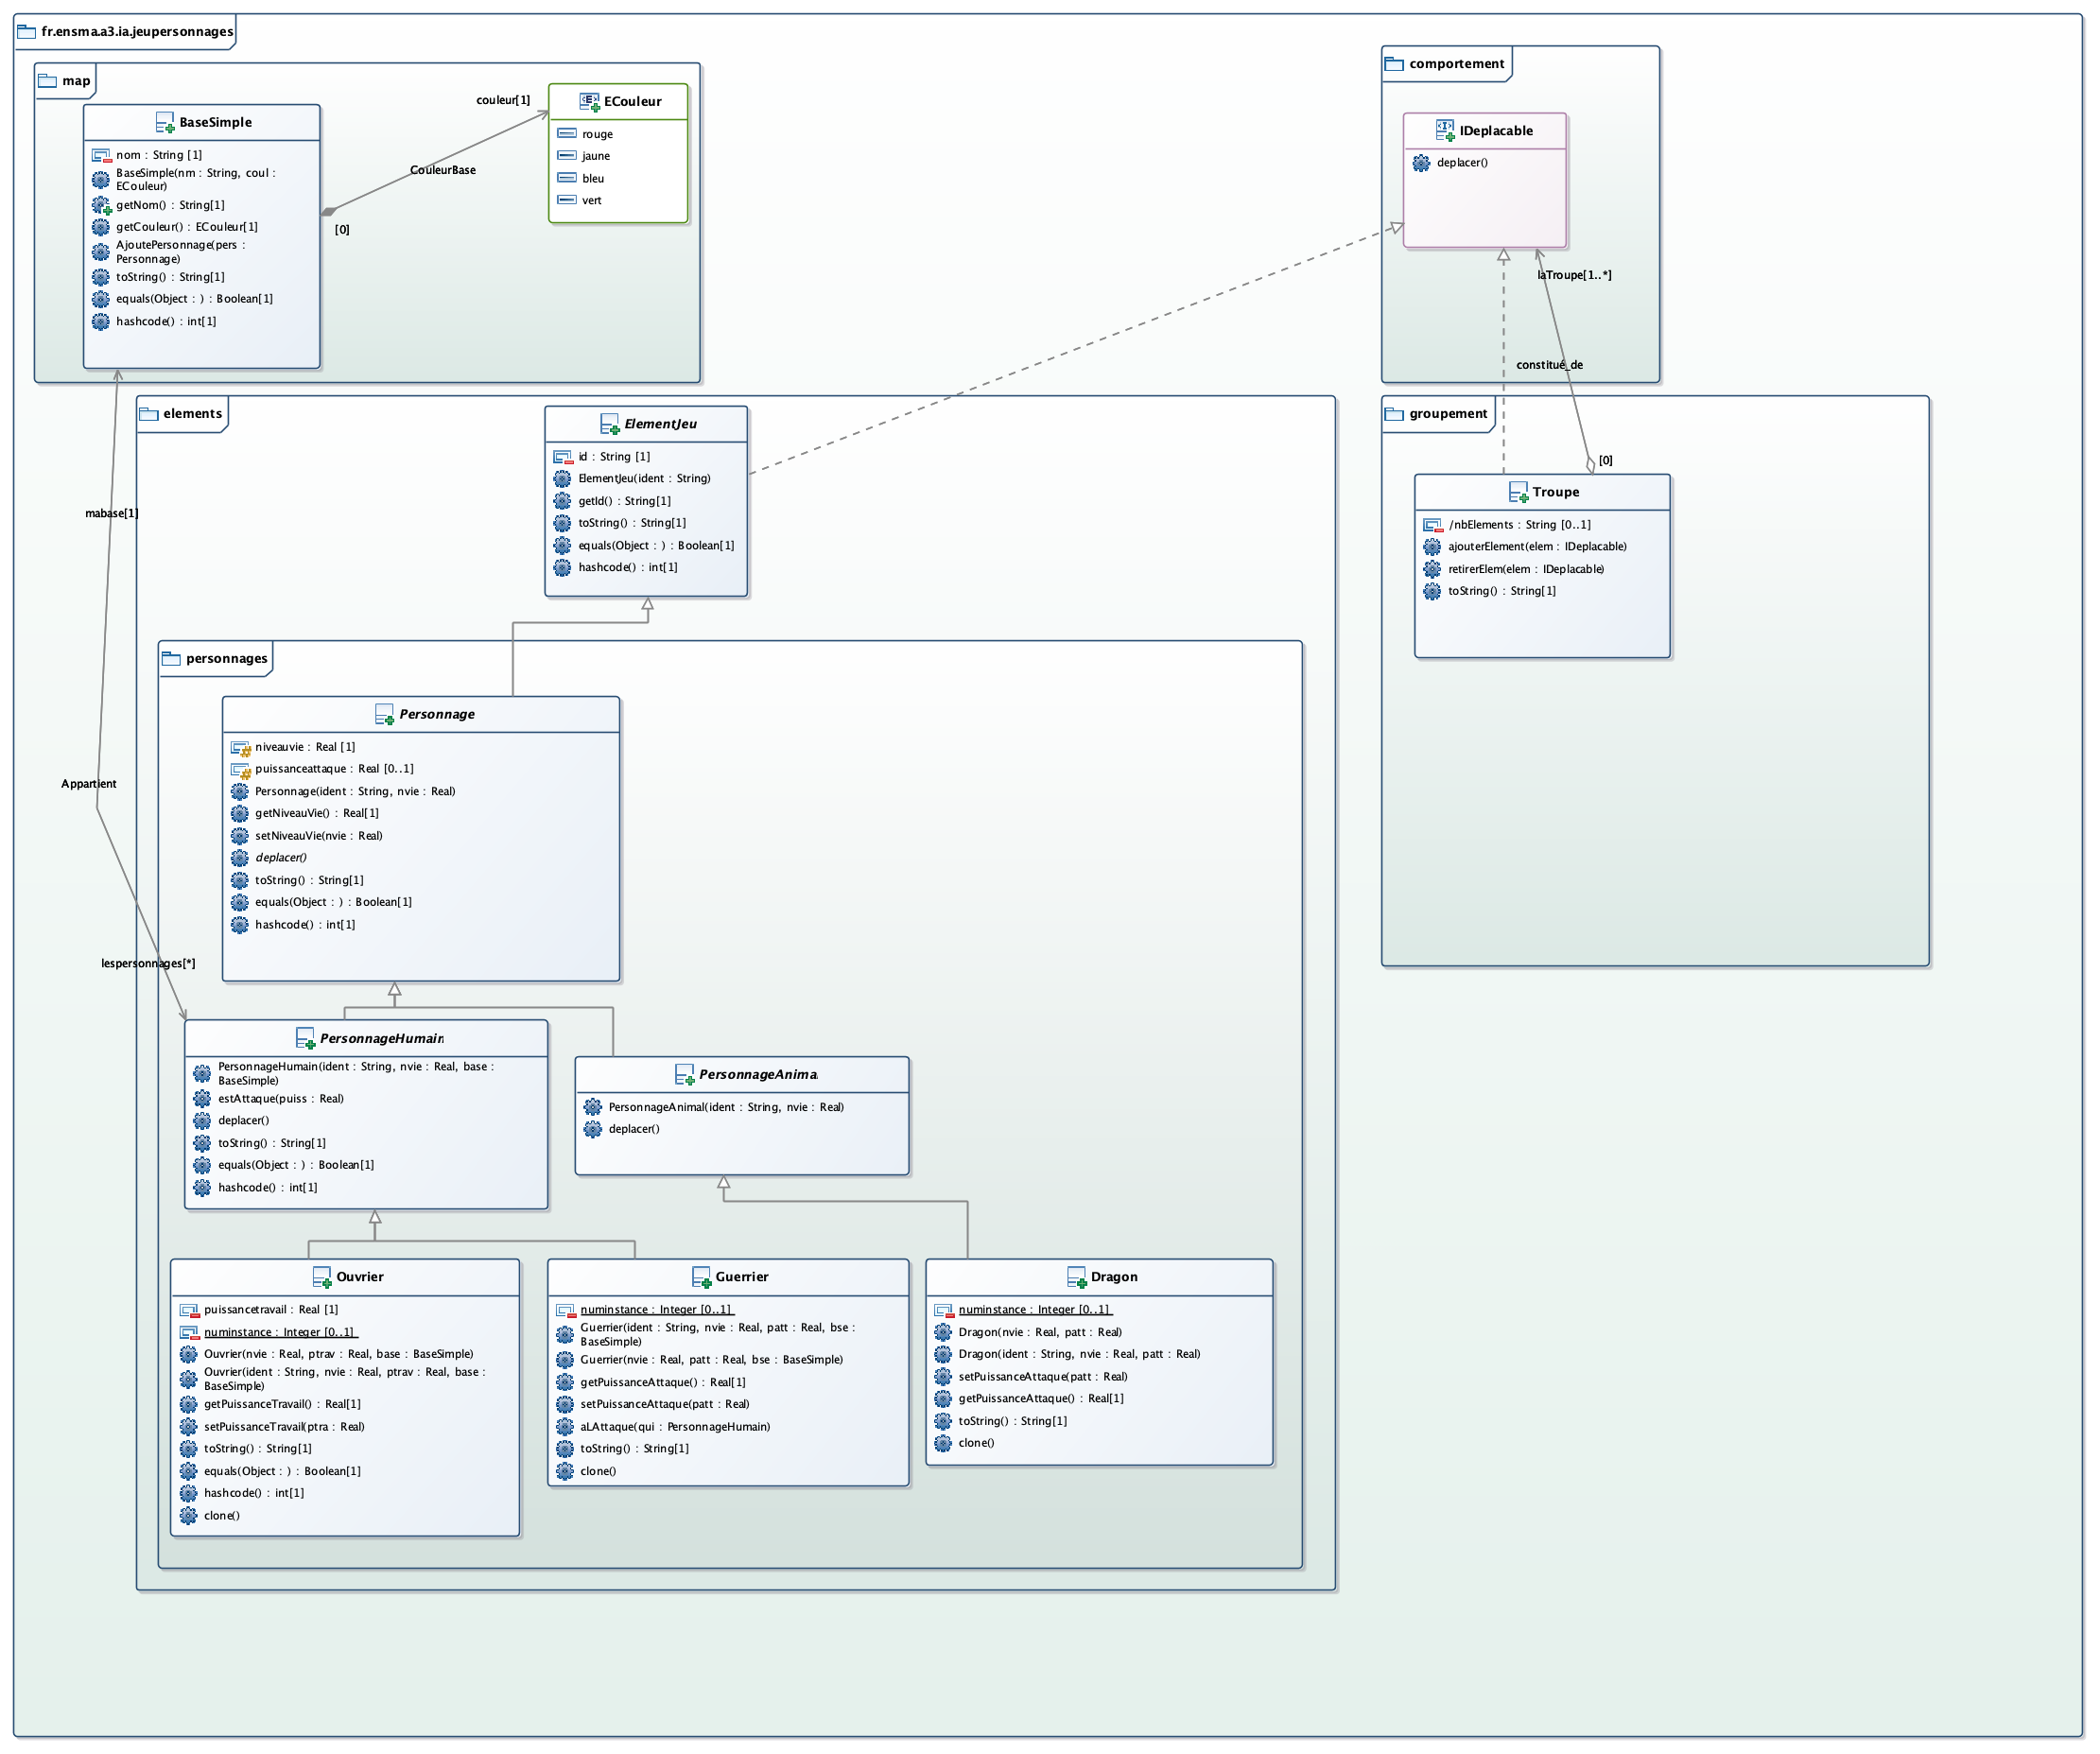 fr.ensma.a3.ia.jeupersonnages
map
BaseSimple
nom : String [1]
BaseSimple(nm : String, coul :
ECouleur)
getNom() : String[1]
getCouleur() : ECouleur[1]
AjoutePersonnage(pers :
Personnage)
toString() : String[1]
equals(Object : ) : Boolean[1]
hashcode() : int[1]
couleur[1]
CouleurBase
[0]
ECouleur
rouge
jaune
bleu
vert
comportement
IDeplacable
deplacer()
laTroupe[1..*]
constitué_de
[0]
groupement
Troupe
/nbElements : String [0..1]
ajouterElement(elem : IDeplacable)
retirerElem(elem : IDeplacable)
toString() : String[1]
mabase[1]
Appartient
lespersonnages[*]
elements
ElementJeu
id : String [1]
ElementJeu(ident : String)
getId() : String[1]
toString() : String[1]
equals(Object : ) : Boolean[1]
hashcode() : int[1]
personnages
Personnage
niveauvie : Real [1]
puissanceattaque : Real [0..1]
Personnage(ident : String, nvie : Real)
getNiveauVie() : Real[1]
setNiveauVie(nvie : Real)
deplacer()
toString() : String[1]
equals(Object : ) : Boolean[1]
hashcode() : int[1]
PersonnageHumain
PersonnageHumain(ident : String, nvie : Real, base :
BaseSimple)
estAttaque(puiss : Real)
deplacer()
toString() : String[1]
equals(Object : ) : Boolean[1]
hashcode() : int[1]
PersonnageAnimal
PersonnageAnimal(ident : String, nvie : Real)
deplacer()
Ouvrier
puissancetravail : Real [1]
numinstance : Integer [0..1]
Ouvrier(nvie : Real, ptrav : Real, base : BaseSimple)
Ouvrier(ident : String, nvie : Real, ptrav : Real, base :
BaseSimple)
getPuissanceTravail() : Real[1]
setPuissanceTravail(ptra : Real)
toString() : String[1]
equals(Object : ) : Boolean[1]
hashcode() : int[1]
clone()
Guerrier
numinstance : Integer [0..1]
Guerrier(ident : String, nvie : Real, patt : Real, bse :
BaseSimple)
Guerrier(nvie : Real, patt : Real, bse : BaseSimple)
getPuissanceAttaque() : Real[1]
setPuissanceAttaque(patt : Real)
aLAttaque(qui : PersonnageHumain)
toString() : String[1]
clone()
Dragon
numinstance : Integer [0..1]
Dragon(nvie : Real, patt : Real)
Dragon(ident : String, nvie : Real, patt : Real)
setPuissanceAttaque(patt : Real)
getPuissanceAttaque() : Real[1]
toString() : String[1]
clone()